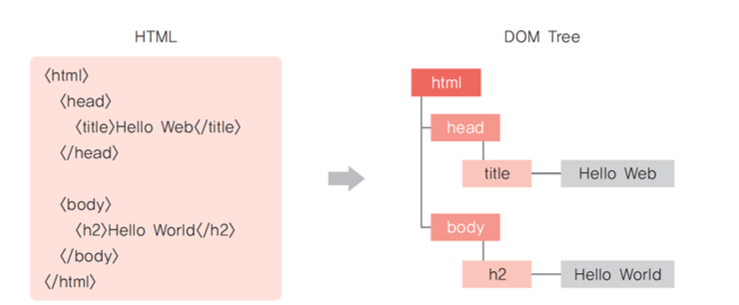 HTML
〈html〉
〈head〉
〈title〉Hello Web〈/title〉
〈/head〉
〈body〉
〈h2〉Hello World〈/h2〉
〈/body〉
〈/html〉
DOM Tree
html
head
title
Hello Web
body
h2
Hello World